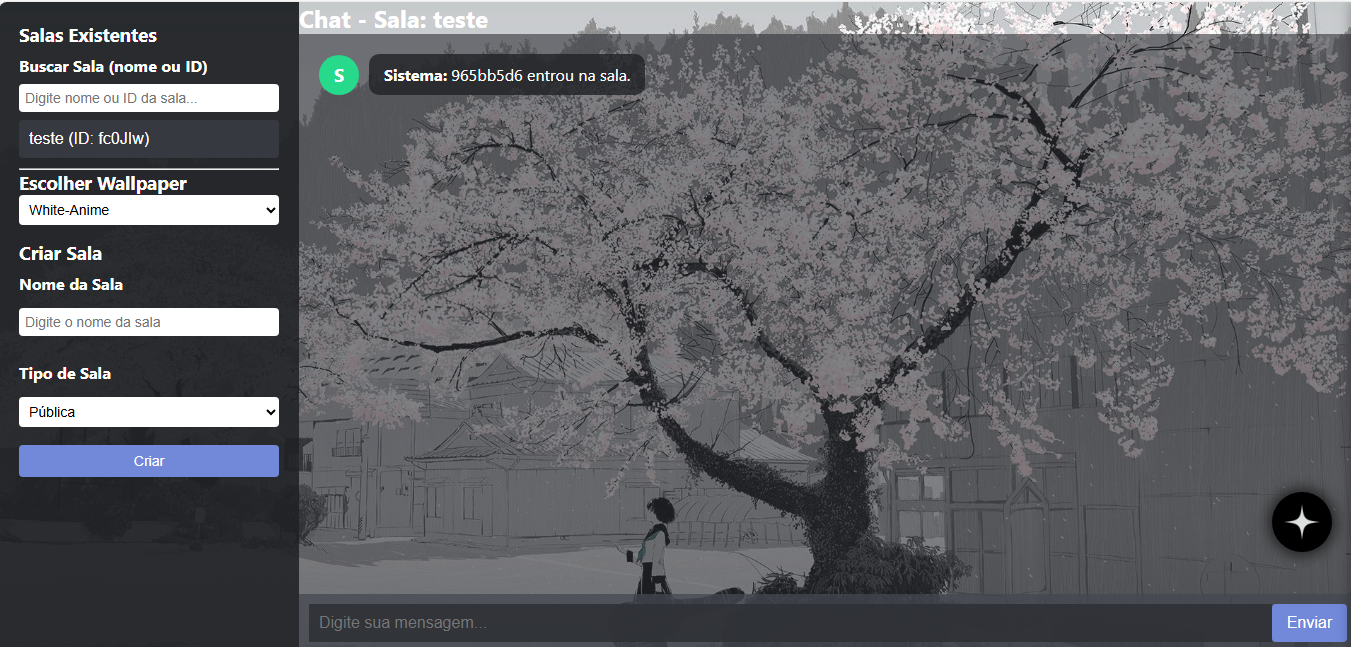 Salas Existentes
Buscar Sala (nome ou ID)
Digite nome ou ID da sala...
teste (ID: fc0JIw)
Escolher Wallpaper
White-Anime
Criar Sala
Nome da Sala
Digite o nome da sala
Tipo de Sala
Pública
Criar
Chat - Sala: teste
S
Sistema: 965bb5d6 entrou na sala.
Digite sua mensagem...
Enviar